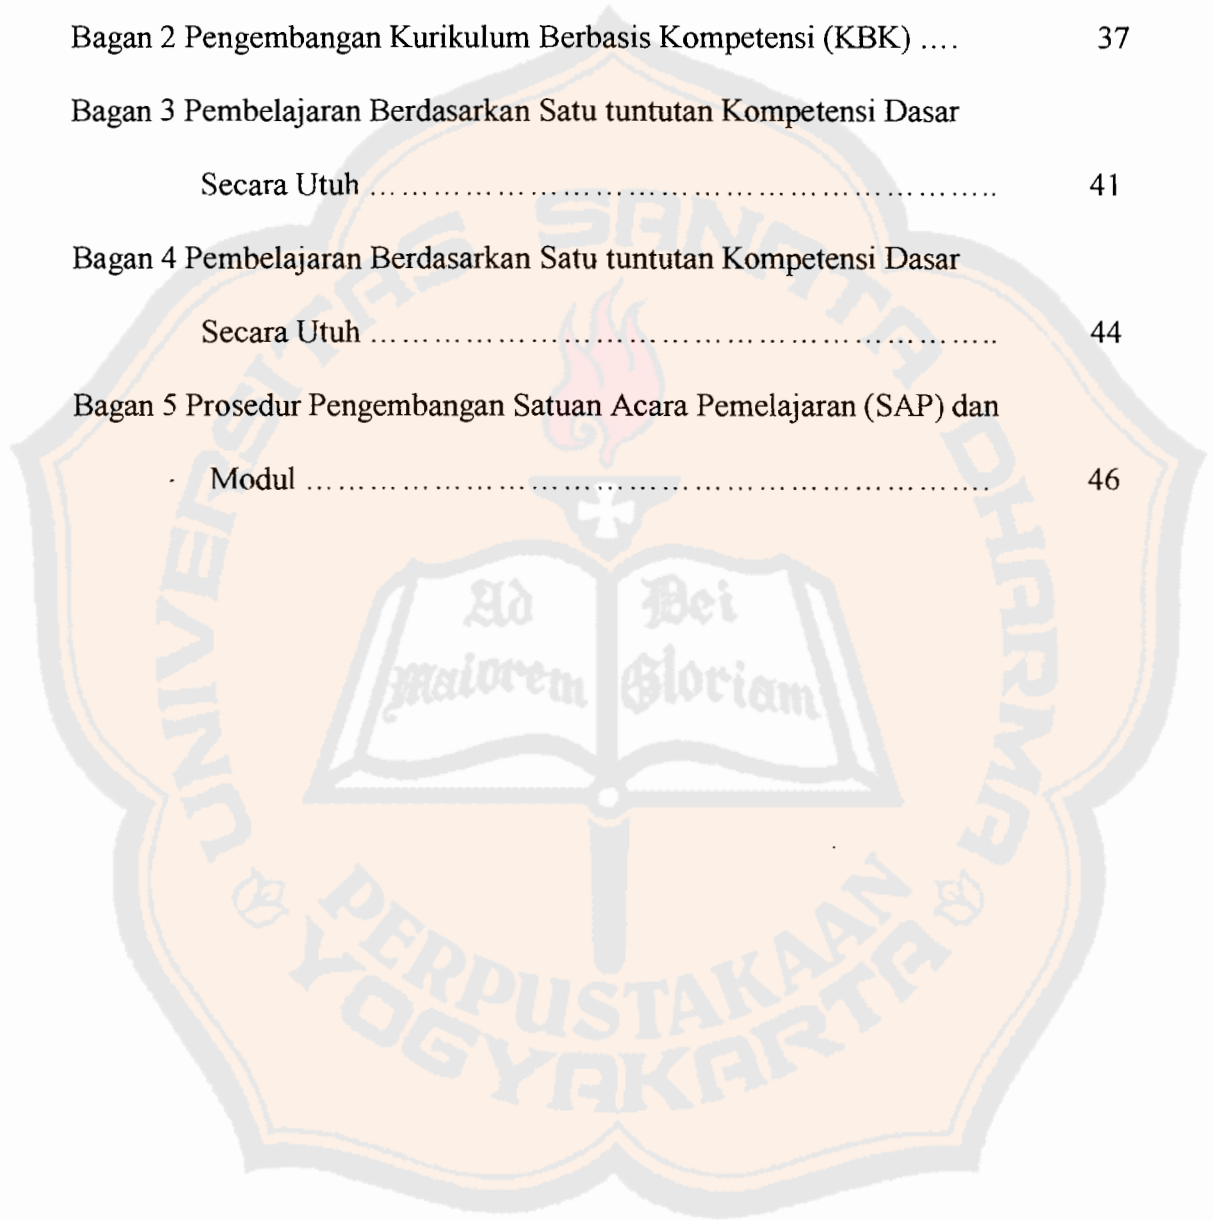 Bagan 2 Pengembangan Kurikulum Berbasis Kompetensi (KBK) .... 37
Bagan 3 Pembelajaran Berdasarkan Satu tuntutan Kompetensi Dasar
Secara Utuh ........................................................... 41
Bagan 4 Pembelajaran Berdasarkan Satu tuntutan Kompetensi Dasar
Secara Utuh ........................................................... 44
Bagan 5 Prosedur Pengembangan Satuan Acara Pemelajaran (SAP) dan
Modul ................................................................ 46
UNIVERSITAS SANATA DHARMA
Ad Dei
Maiorem Gloriam
PERPUSTAKAAN
YOGYAKARTA